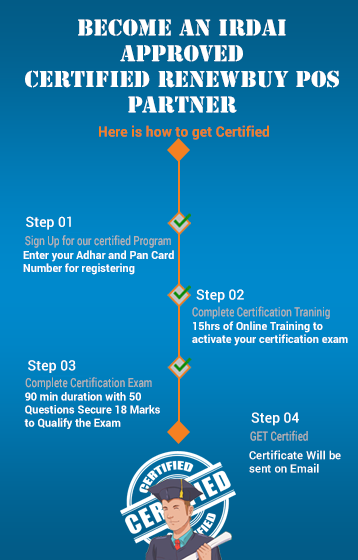 BECOME AN IRDAI
APPROVED
CERTIFIED RENEWBUY POS
PARTNER
Here is how to get Certified
Step 01
Sign Up for our certified Program
Enter your Adhar and Pan Card
Number for registering
Step 02
Complete Certification Traninig
15hrs of Online Training to
activate your certification exam
Step 03
Complete Certification Exam
90 min duration with 50
Questions Secure 18 Marks
to Qualify the Exam
Step 04
GET Certified
Certificate Will be
sent on Email
CERTIFIED